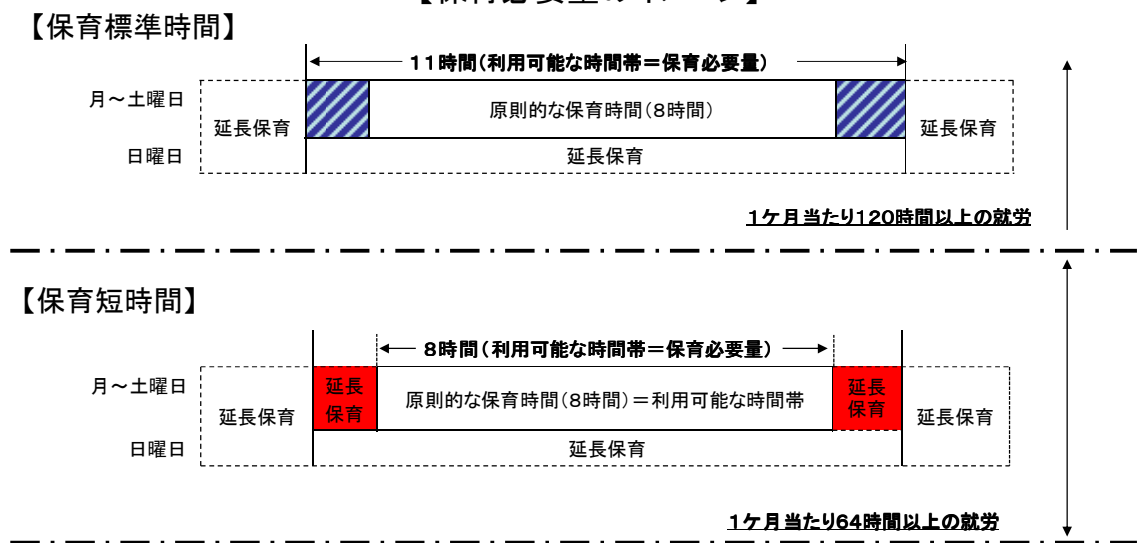 【保育標準時間】
11時間(利用可能な時間帯=保育必要量)
月~土曜日
延長保育
原則的な保育時間(8時間)
延長保育
日曜日
延長保育
1ケ月当たり120時間以上の就労
【保育短時間】
8時間(利用可能な時間帯=保育必要量)
月~土曜日
延長保育
延長
保育
原則的な保育時間(8時間)=利用可能な時間帯
延長
保育
延長保育
日曜日
延長保育
1ケ月当たり64時間以上の就労